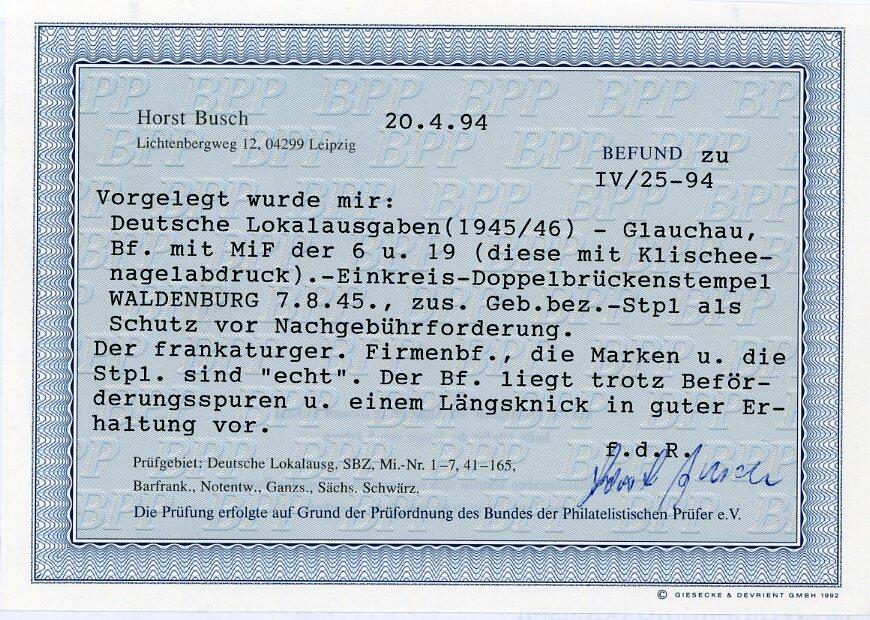 Horst Busch 20.4.94
Lichtenbergweg 12, 04299 Leipzig
BEFUND zu
IV/25-94
Vorgelegt wurde mir:
Deutsche Lokalausgaben(1945/46) - Glauchau,
Bf. mit MiF der 6 u. 19 (diese mit Klischee-
nagelabdruck).-Einkreis-Doppelbrückenstempel
WALDENBURG 7.8.45., zus. Geb.bez.-Stpl als
Schutz vor Nachgebührforderung.
Der frankaturger. Firmenbf., die Marken u. die
Stpl. sind "echt". Der Bf. liegt trotz Beför-
derungsspuren u. einem Längsknick in guter Er-
haltung vor.
f.d.R.
Horst Busch
Prüfgebiet: Deutsche Lokalausg. SBZ, Mi.-Nr. 1–7, 41–165,
Barfrank., Notentw., Ganzs., Sächs. Schwärz.
Die Prüfung erfolgte auf Grund der Prüfordnung des Bundes der Philatelistischen Prüfer e.V.
© GIESECKE & DEVRIENT GMBH 1992